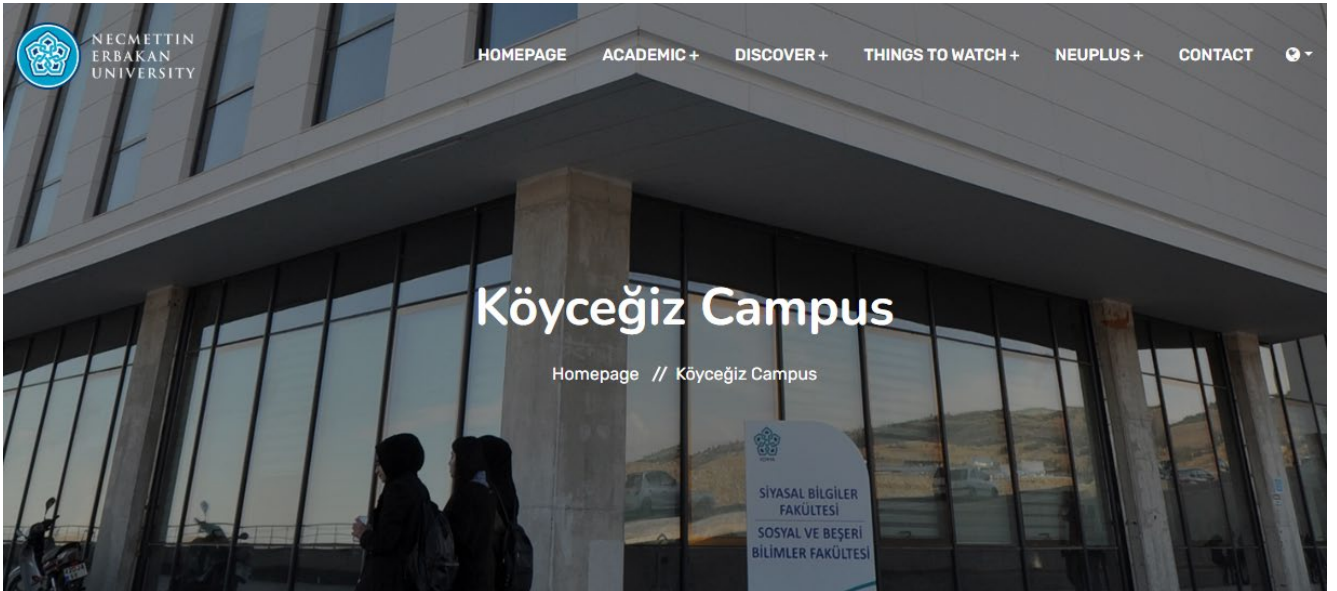 NECMETTIN
ERBAKAN
UNIVERSITY
HOMEPAGE ACADEMIC + DISCOVER + THINGS TO WATCH + NEUPLUS + CONTACT
Köyceğiz Campus
Homepage // Köyceğiz Campus
SİYASAL BİLGİLER
FAKÜLTESİ
SOSYAL VE BEŞERİ
BİLİMLER FAKÜLTESİ